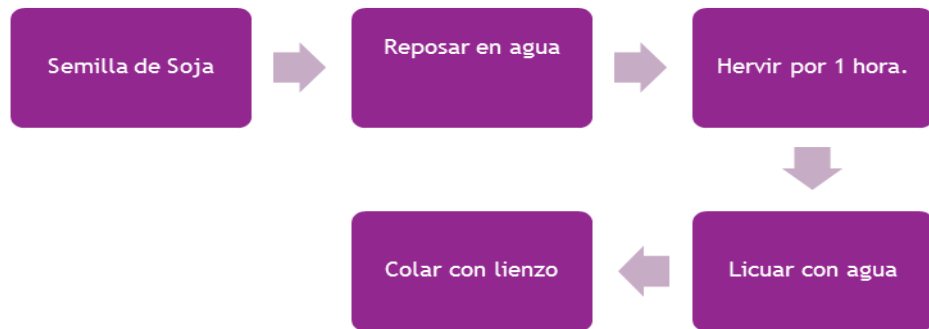 Semilla de Soja
Reposar en agua
Hervir por 1 hora.
Licuar con agua
Colar con lienzo